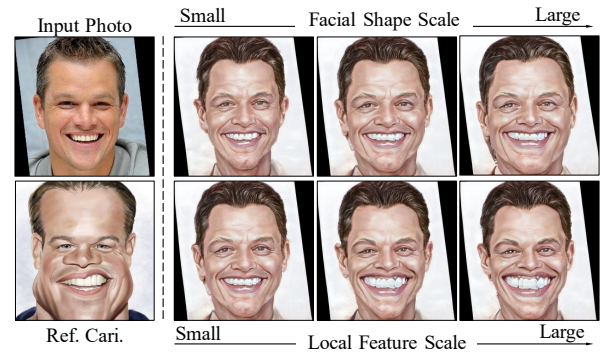 Input Photo
Small Facial Shape Scale Large
Ref. Cari.
Small Local Feature Scale Large